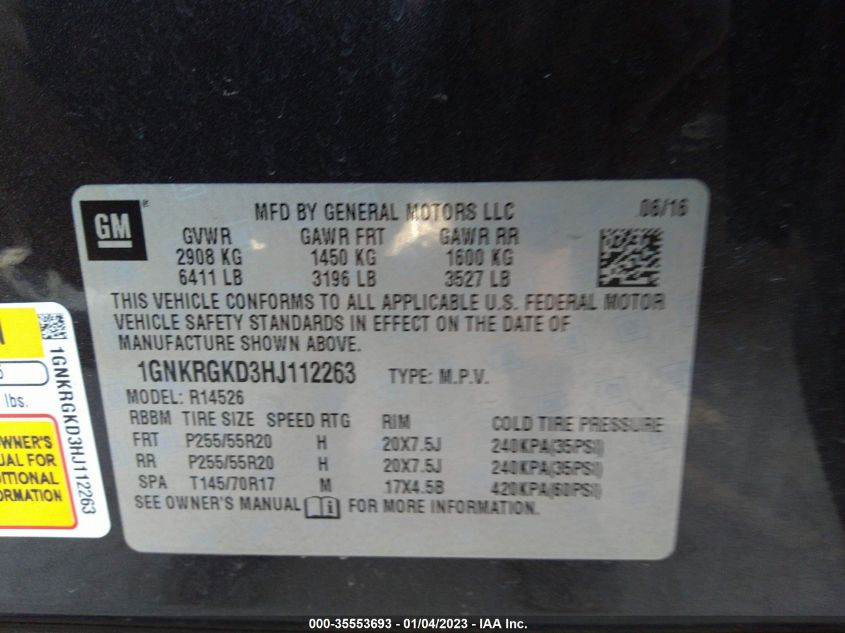 GM ®
MFD BY GENERAL MOTORS LLC 06/16
GVWR GAWR FRT GAWR RR
2908 KG 1450 KG 1600 KG
6411 LB 3196 LB 3527 LB
THIS VEHICLE CONFORMS TO ALL APPLICABLE U.S. FEDERAL MOTOR
VEHICLE SAFETY STANDARDS IN EFFECT ON THE DATE OF
MANUFACTURE SHOWN ABOVE.
1GNKRGKD3HJ112263 TYPE: M.P.V.
MODEL: R14526
RBBM TIRE SIZE SPEED RTG RIM COLD TIRE PRESSURE
FRT P255/55R20 H 20X7.5J 240KPA(35PSI)
RR P255/55R20 H 20X7.5J 240KPA(35PSI)
SPA T145/70R17 M 17X4.5B 420KPA(60PSI)
SEE OWNER'S MANUAL FOR MORE INFORMATION.
lbs.
WNER'S
UAL FOR
DITIONAL
ORMATION
1GNKRGKD3HJ112263
000-35553693 - 01/04/2023 - IAA Inc.